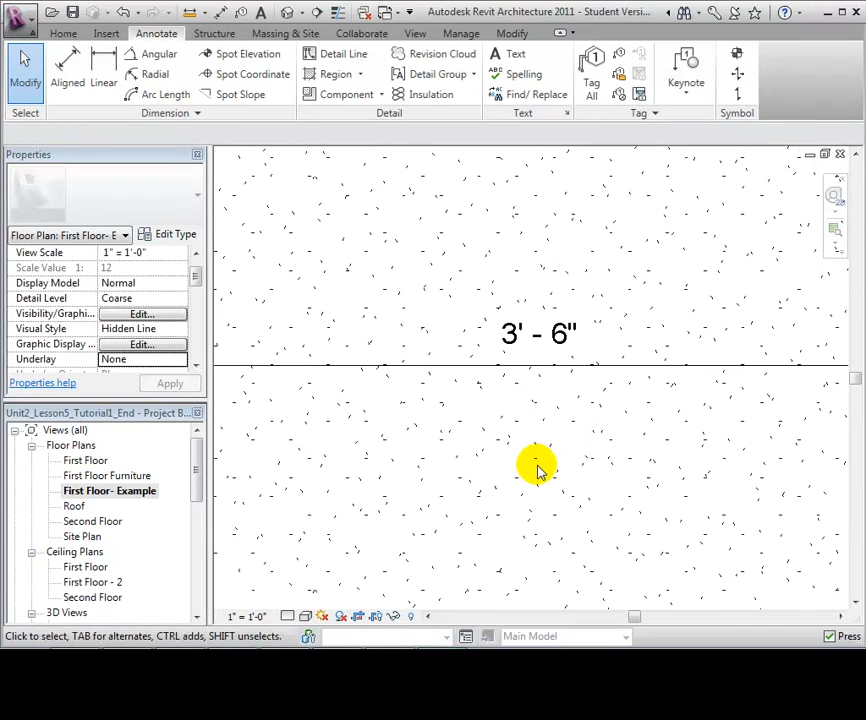 Autodesk Revit Architecture 2011 - Student Versi...
Home Insert Annotate Structure Massing & Site Collaborate View Manage Modify
Modify
Aligned
Linear
Angular
Radial
Arc Length
Spot Elevation
Spot Coordinate
Spot Slope
Detail Line
Region
Component
Revision Cloud
Detail Group
Insulation
Text
Spelling
Find/ Replace
Tag
All
Keynote
Select
Dimension
Detail
Text
Tag
Symbol
Properties
Floor Plan: First Floor- E
Edit Type
View Scale 1" = 1'-0"
Scale Value 1: 12
Display Model Normal
Detail Level Coarse
Visibility/Graphi... Edit...
Visual Style Hidden Line
Graphic Display ... Edit...
Underlay None
Properties help
Apply
Unit2_Lesson5_Tutorial1_End - Project B...
Views (all)
Floor Plans
First Floor
First Floor Furniture
First Floor- Example
Roof
Second Floor
Site Plan
Ceiling Plans
First Floor
First Floor - 2
Second Floor
3D Views
3' - 6"
1" = 1'-0"
Click to select, TAB for alternates, CTRL adds, SHIFT unselects.
Main Model
Press